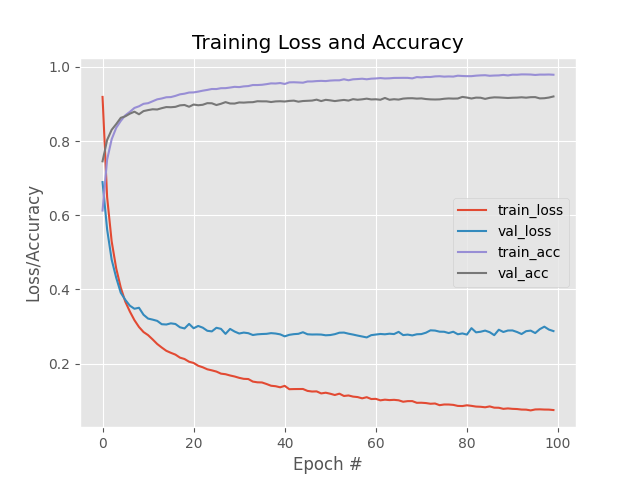 Training Loss and Accuracy
1.0
0.8
0.6
0.4
0.2
Loss/Accuracy
train_loss
val_loss
train_acc
val_acc
0 20 40 60 80 100
Epoch #